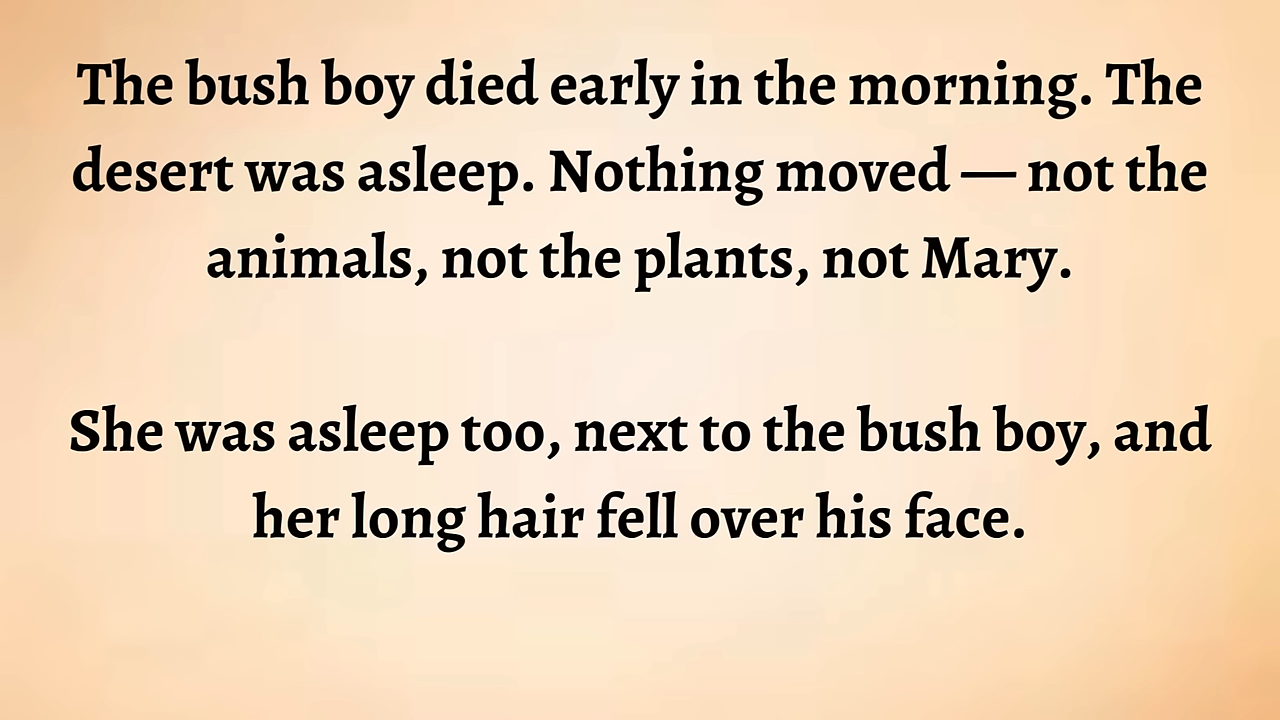 The bush boy died early in the morning. The
desert was asleep. Nothing moved — not the
animals, not the plants, not Mary.
She was asleep too, next to the bush boy, and
her long hair fell over his face.